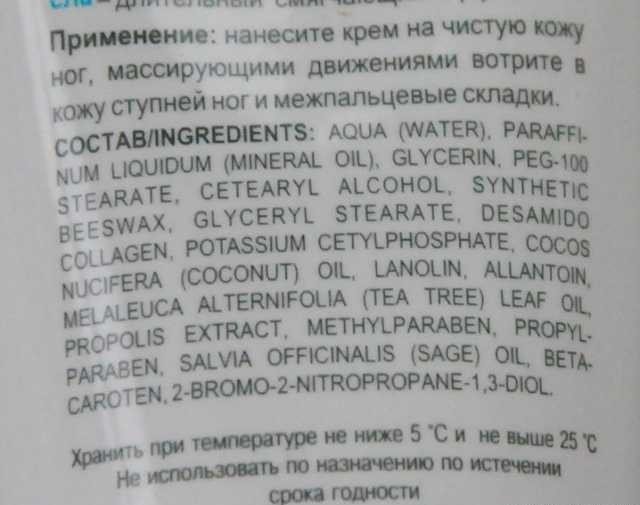 Применение: нанесите крем на чистую кожу
ног, массирующими движениями вотрите в
кожу ступней ног и межпальцевые складки.
СОСТАВ/INGREDIENTS: AQUA (WATER), PARAFFI-
NUM LIQUIDUM (MINERAL OIL), GLYCERIN, PEG-100
STEARATE, CETEARYL ALCOHOL, SYNTHETIC
BEESWAX, GLYCERYL STEARATE, DESAMIDO
COLLAGEN, POTASSIUM CETYLPHOSPHATE, COCOS
NUCIFERA (COCONUT) OIL, LANOLIN, ALLANTOIN,
MELALEUCA ALTERNIFOLIA (TEA TREE) LEAF OIL,
PROPOLIS EXTRACT, METHYLPARABEN, PROPYL-
PARABEN, SALVIA OFFICINALIS (SAGE) OIL, BETA-
CAROTEN, 2-BROMO-2-NITROPROPANE-1,3-DIOL.
Хранить при температуре не ниже 5 °C и не выше 25 °C
Не использовать по назначению по истечении
срока годности